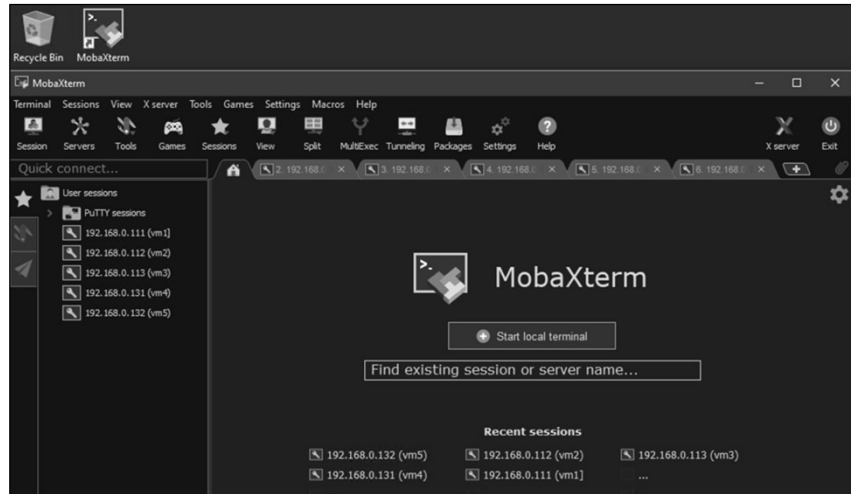 Recycle Bin MobaXterm
MobaXterm
Terminal Sessions View X server Tools Games Settings Macros Help
Session Servers Tools Games Sessions View Split MultiExec Tunneling Packages Settings Help X server Exit
Quick connect... 2. 192.168.0 3. 192.168.0 4. 192.168.0 5. 192.168.0 6. 192.168.0
User sessions
PuTTY sessions
192.168.0.111 (vm1]
192.168.0.112 (vm2)
192.168.0.113 (vm3)
192.168.0.131 (vm4)
192.168.0.132 (vm5)
MobaXterm
Start local terminal
Find existing session or server name...
Recent sessions
192.168.0.132 (vm5) 192.168.0.112 (vm2) 192.168.0.113 (vm3)
192.168.0.131 (vm4) 192.168.0.111 (vm1] ...